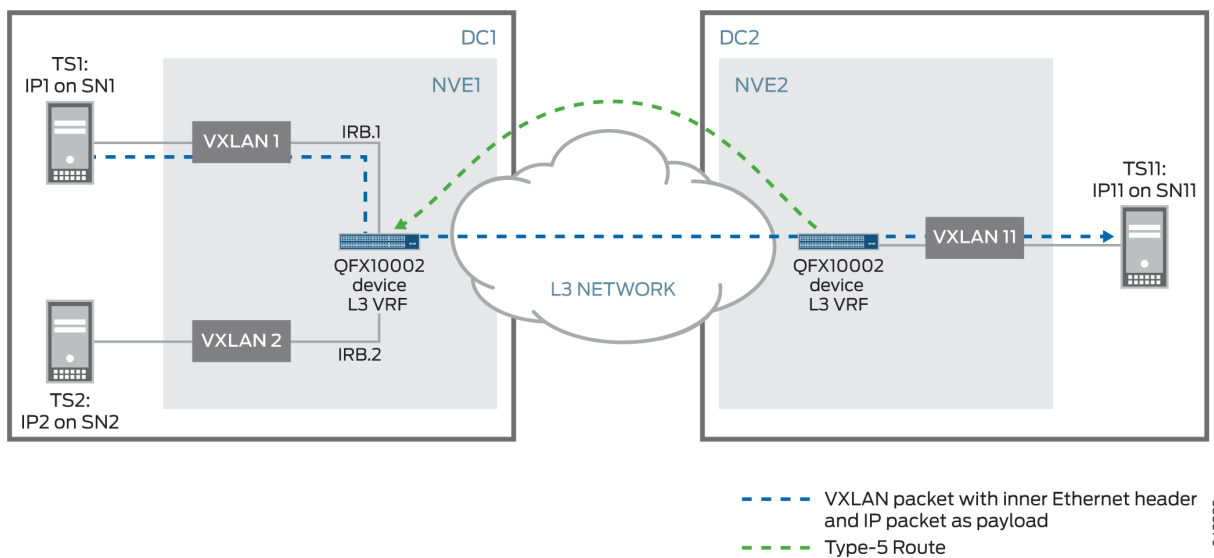 DC1
NVE1
TS1:
IP1 on SN1
VXLAN 1
IRB.1
QFX10002
device
L3 VRF
VXLAN 2
IRB.2
TS2:
IP2 on SN2
L3 NETWORK
DC2
NVE2
QFX10002
device
L3 VRF
VXLAN 11
TS11:
IP11 on SN11
VXLAN packet with inner Ethernet header
and IP packet as payload
Type-5 Route